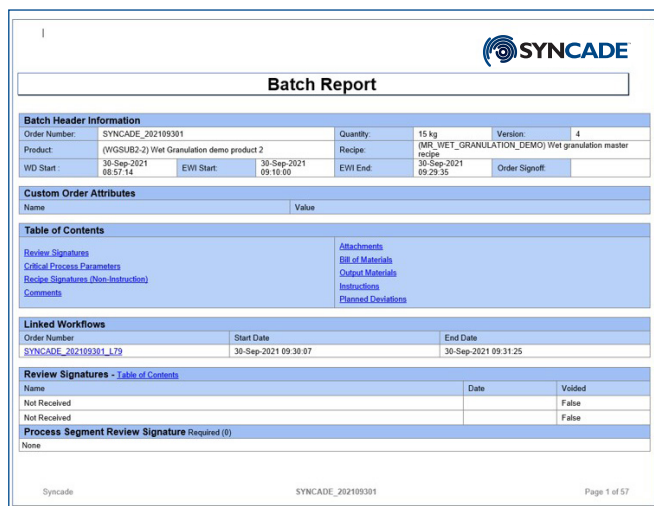 SYNCADE
Batch Report
Batch Header Information
Order Number: SYNCADE_202109301 Quantity: 15 kg Version: 4
Product: (WGSUB2-2) Wet Granulation demo product 2 Recipe: (MR_WET_GRANULATION_DEMO) Wet granulation master recipe
WD Start : 30-Sep-2021 08:57:14 EWI Start: 30-Sep-2021 09:10:00 EWI End: 30-Sep-2021 09:29:35 Order Signoff:
Custom Order Attributes
Name Value
Table of Contents
Review Signatures
Critical Process Parameters
Recipe Signatures (Non-Instruction)
Comments
Attachments
Bill of Materials
Output Materials
Instructions
Planned Deviations
Linked Workflows
Order Number Start Date End Date
SYNCADE_202109301_L79 30-Sep-2021 09:30:07 30-Sep-2021 09:31:25
Review Signatures - Table of Contents
Name Date Voided
Not Received False
Not Received False
Process Segment Review Signature Required (0)
None
Syncade SYNCADE_202109301 Page 1 of 57